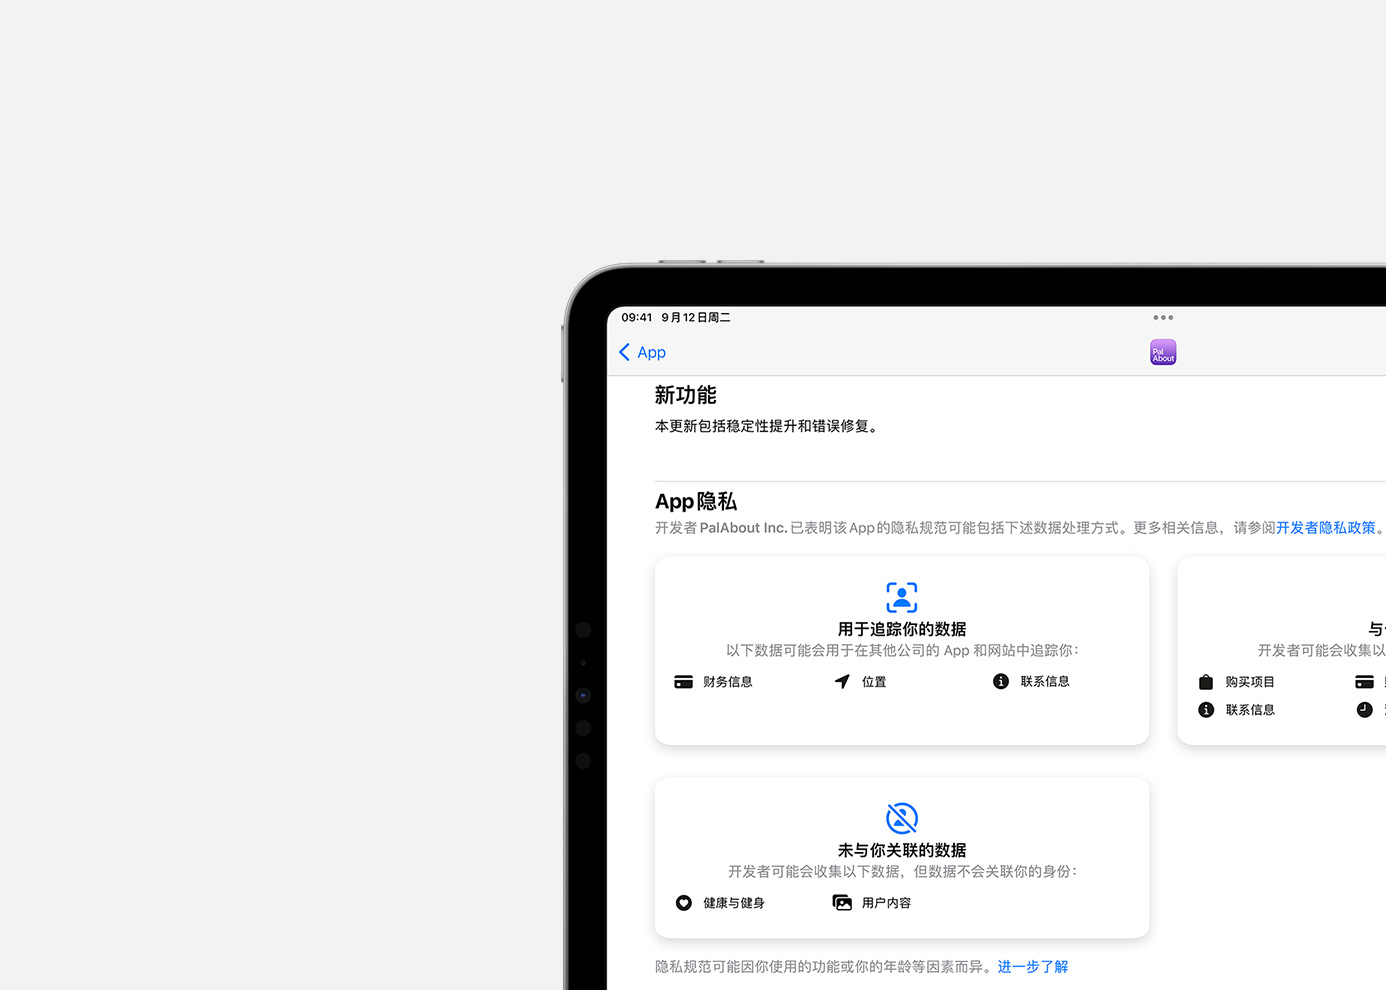 09:41 9月12日周二
App
Pal About
新功能
本更新包括稳定性提升和错误修复。
App隐私
开发者 PalAbout Inc. 已表明该 App 的隐私规范可能包括下述数据处理方式。更多相关信息，请参阅开发者隐私政策。
用于追踪你的数据
以下数据可能会用于在其他公司的 App 和网站中追踪你：
财务信息 位置 联系信息
与
开发者可能会收集以
购买项目
联系信息
未与你关联的数据
开发者可能会收集以下数据，但数据不会关联你的身份：
健康与健身 用户内容
隐私规范可能因你使用的功能或你的年龄等因素而异。进一步了解